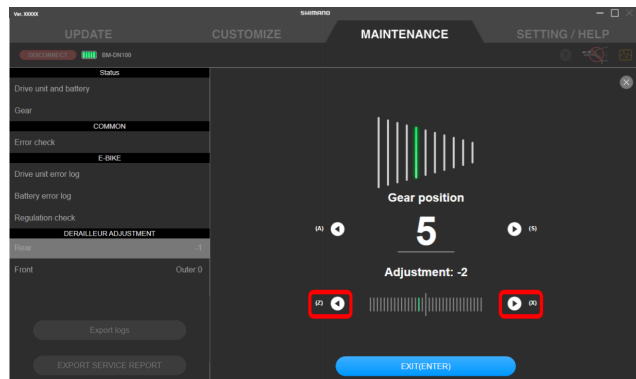 Ver. XXXXX
SHIMANO
UPDATE
CUSTOMIZE
MAINTENANCE
SETTING / HELP
DISCONNECT
BM-DN100
Status
Drive unit and battery
Gear
COMMON
Error check
E-BIKE
Drive unit error log
Battery error log
Regulation check
DERAILLEUR ADJUSTMENT
Rear -1
Front Outer:0
Export logs
EXPORT SERVICE REPORT
Gear position
(A) 5 (S)
Adjustment: -2
(Z) (X)
EXIT(ENTER)